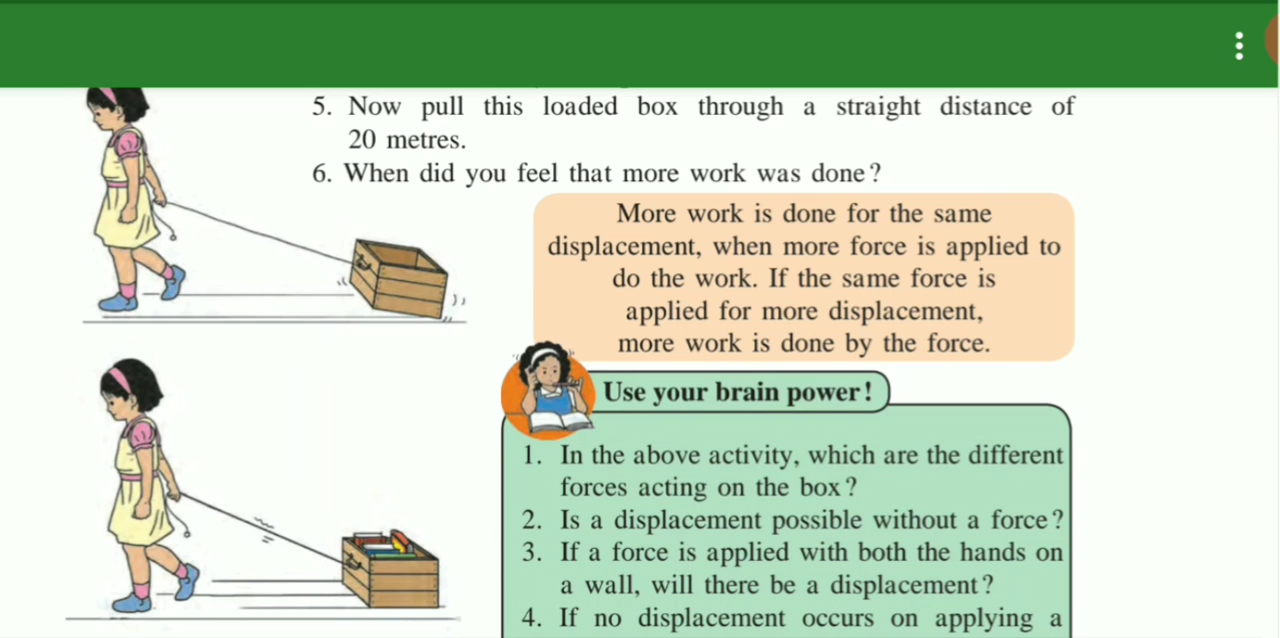 5. Now pull this loaded box through a straight distance of
20 metres.
6. When did you feel that more work was done?
More work is done for the same
displacement, when more force is applied to
do the work. If the same force is
applied for more displacement,
more work is done by the force.
Use your brain power!
1. In the above activity, which are the different
forces acting on the box?
2. Is a displacement possible without a force?
3. If a force is applied with both the hands on
a wall, will there be a displacement?
4. If no displacement occurs on applying a